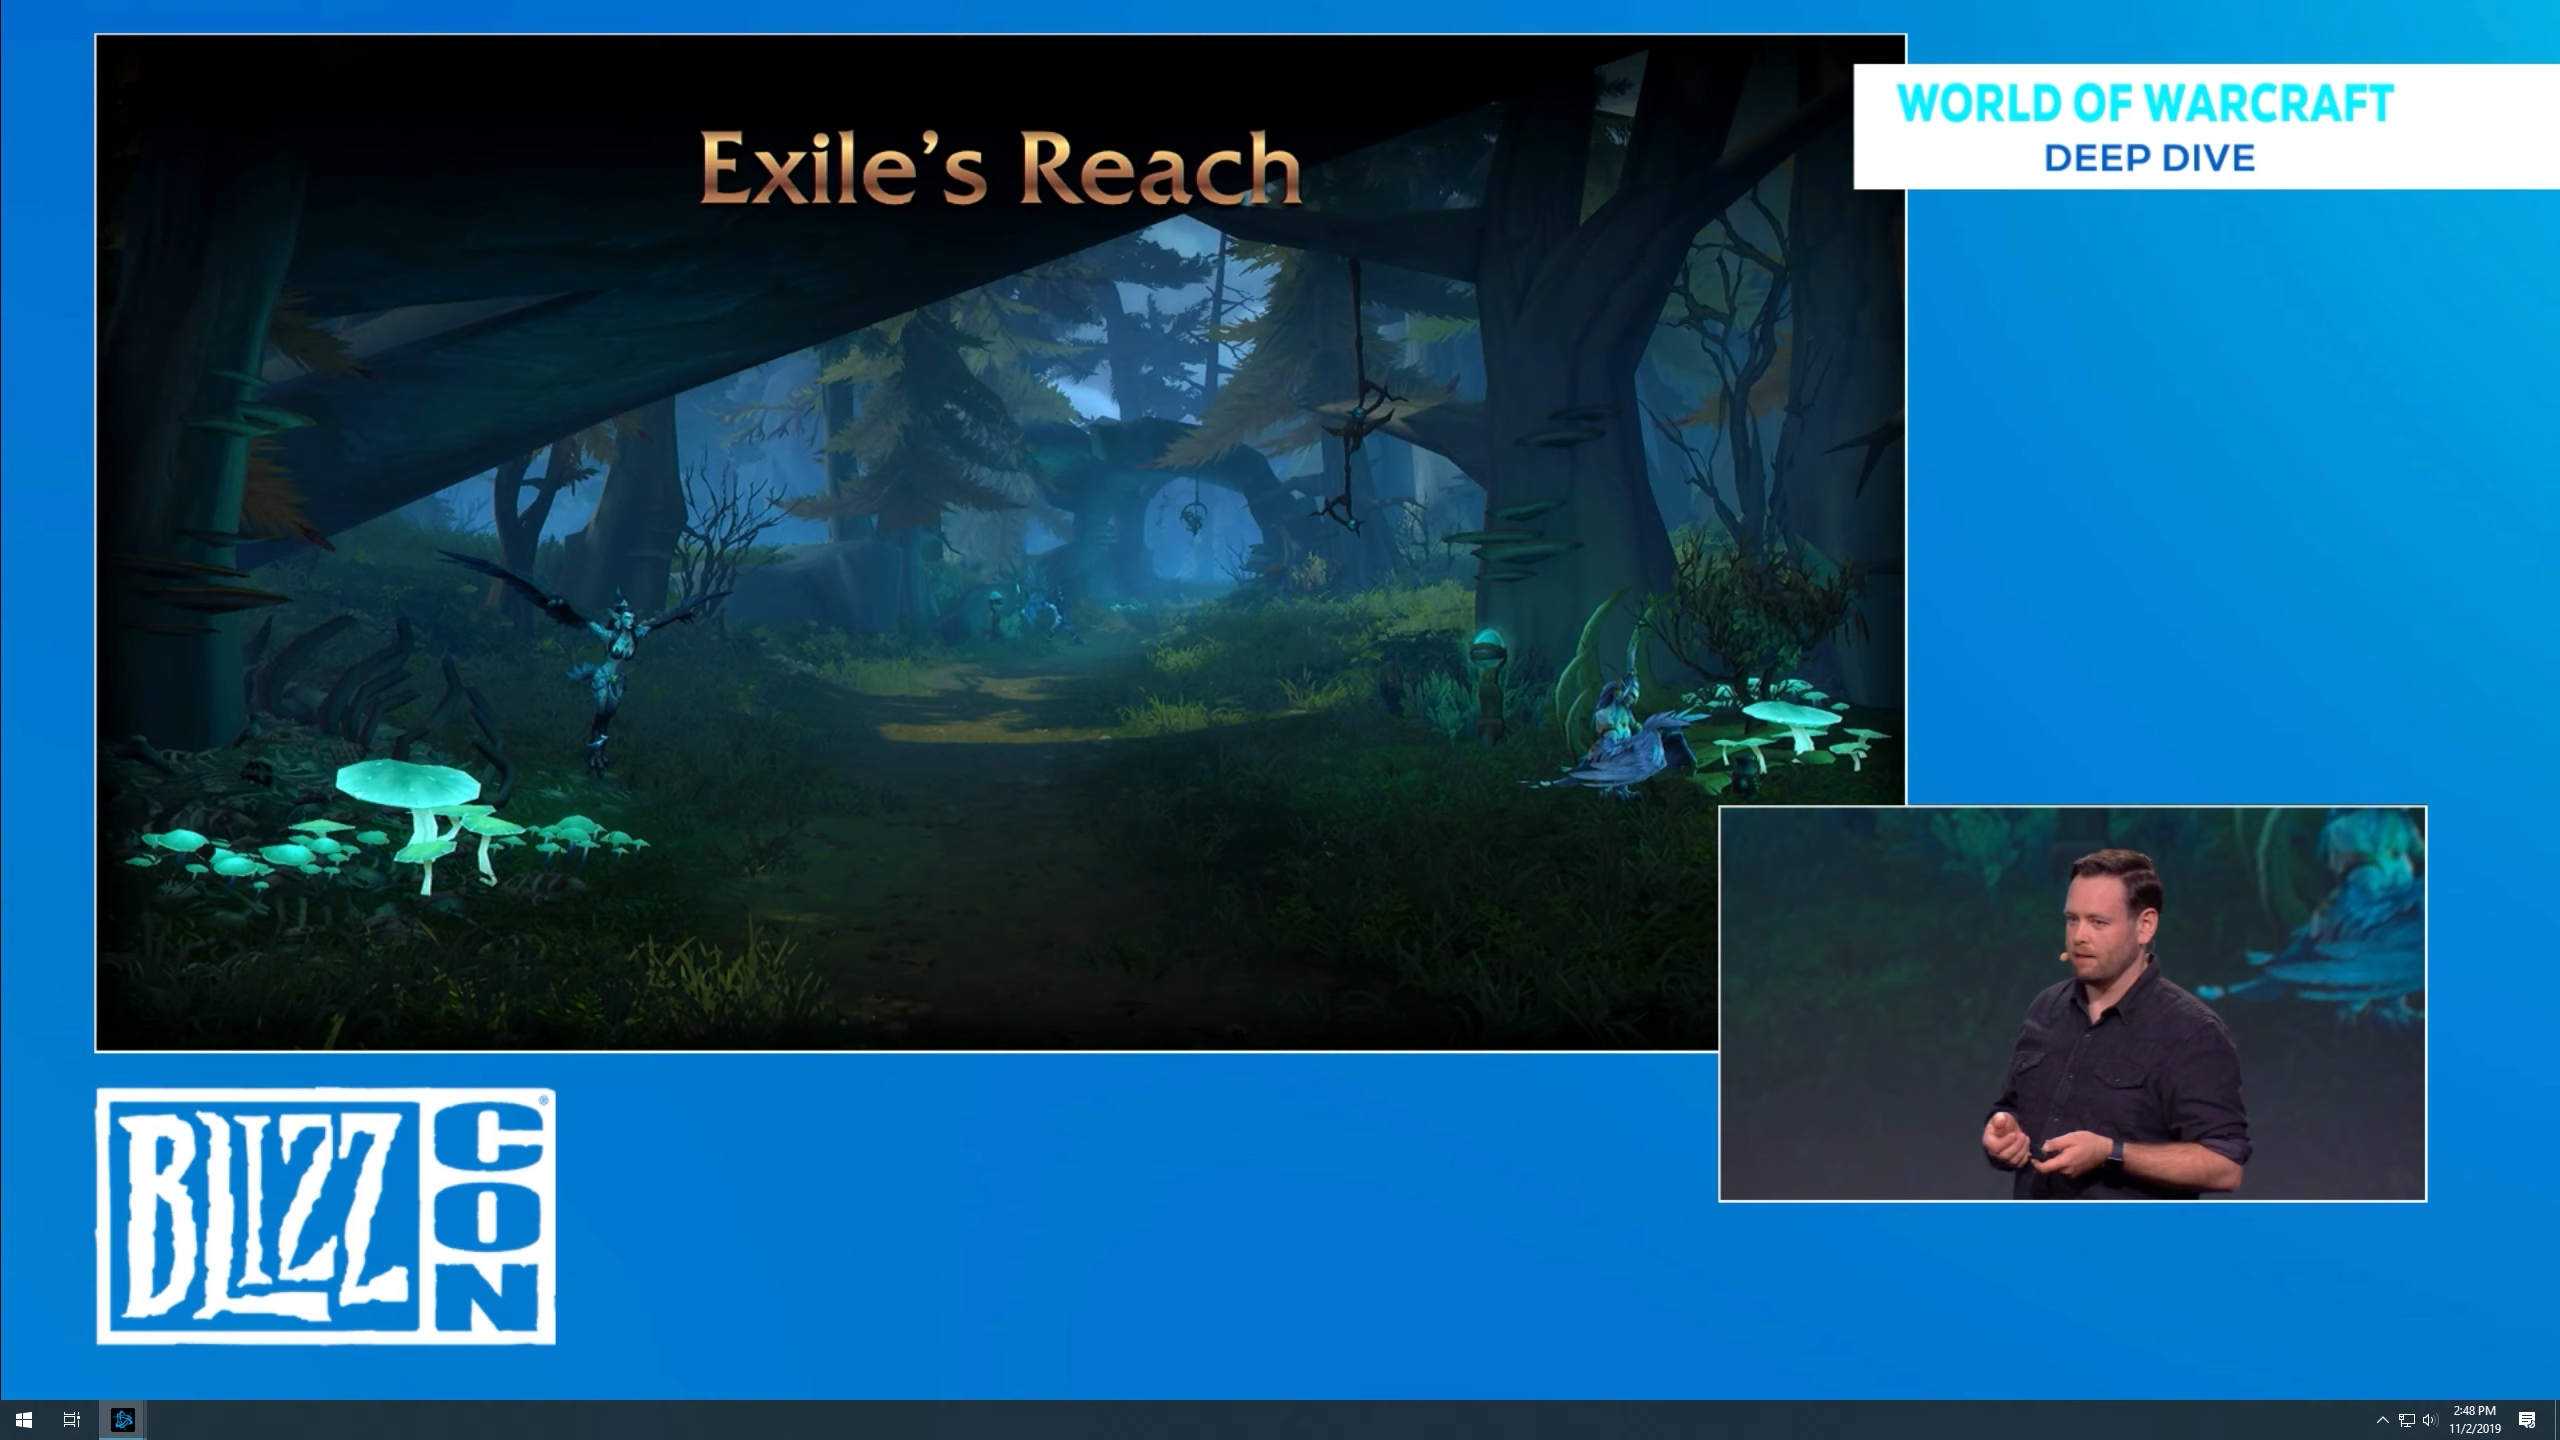 Exile's Reach
WORLD OF WARCRAFT
DEEP DIVE
BLIZZ
CON
®
2:48 PM
11/2/2019